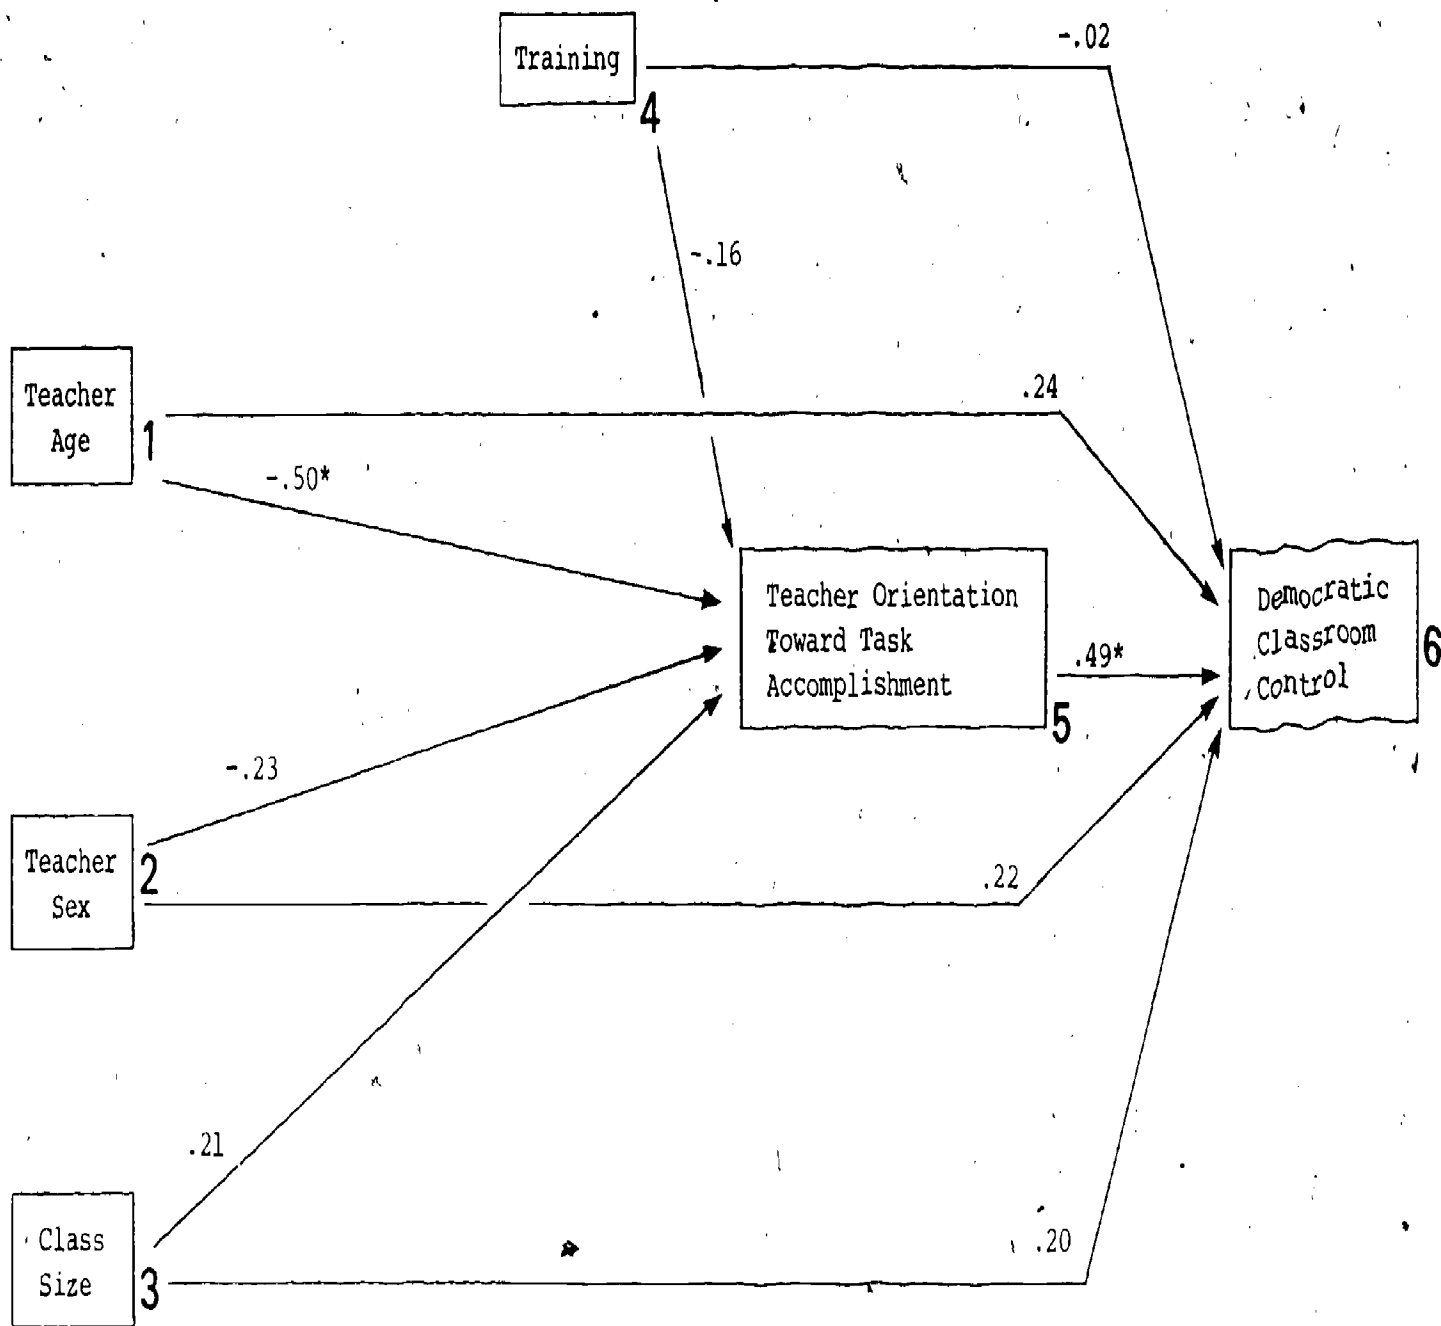 Training
4
-.02
-.16
Teacher
Age
1
.24
-.50*
Teacher Orientation
Toward Task
Accomplishment
5
.49*
Democratic
Classroom
Control
6
-.23
Teacher
Sex
2
.22
.21
Class
Size
3
.20